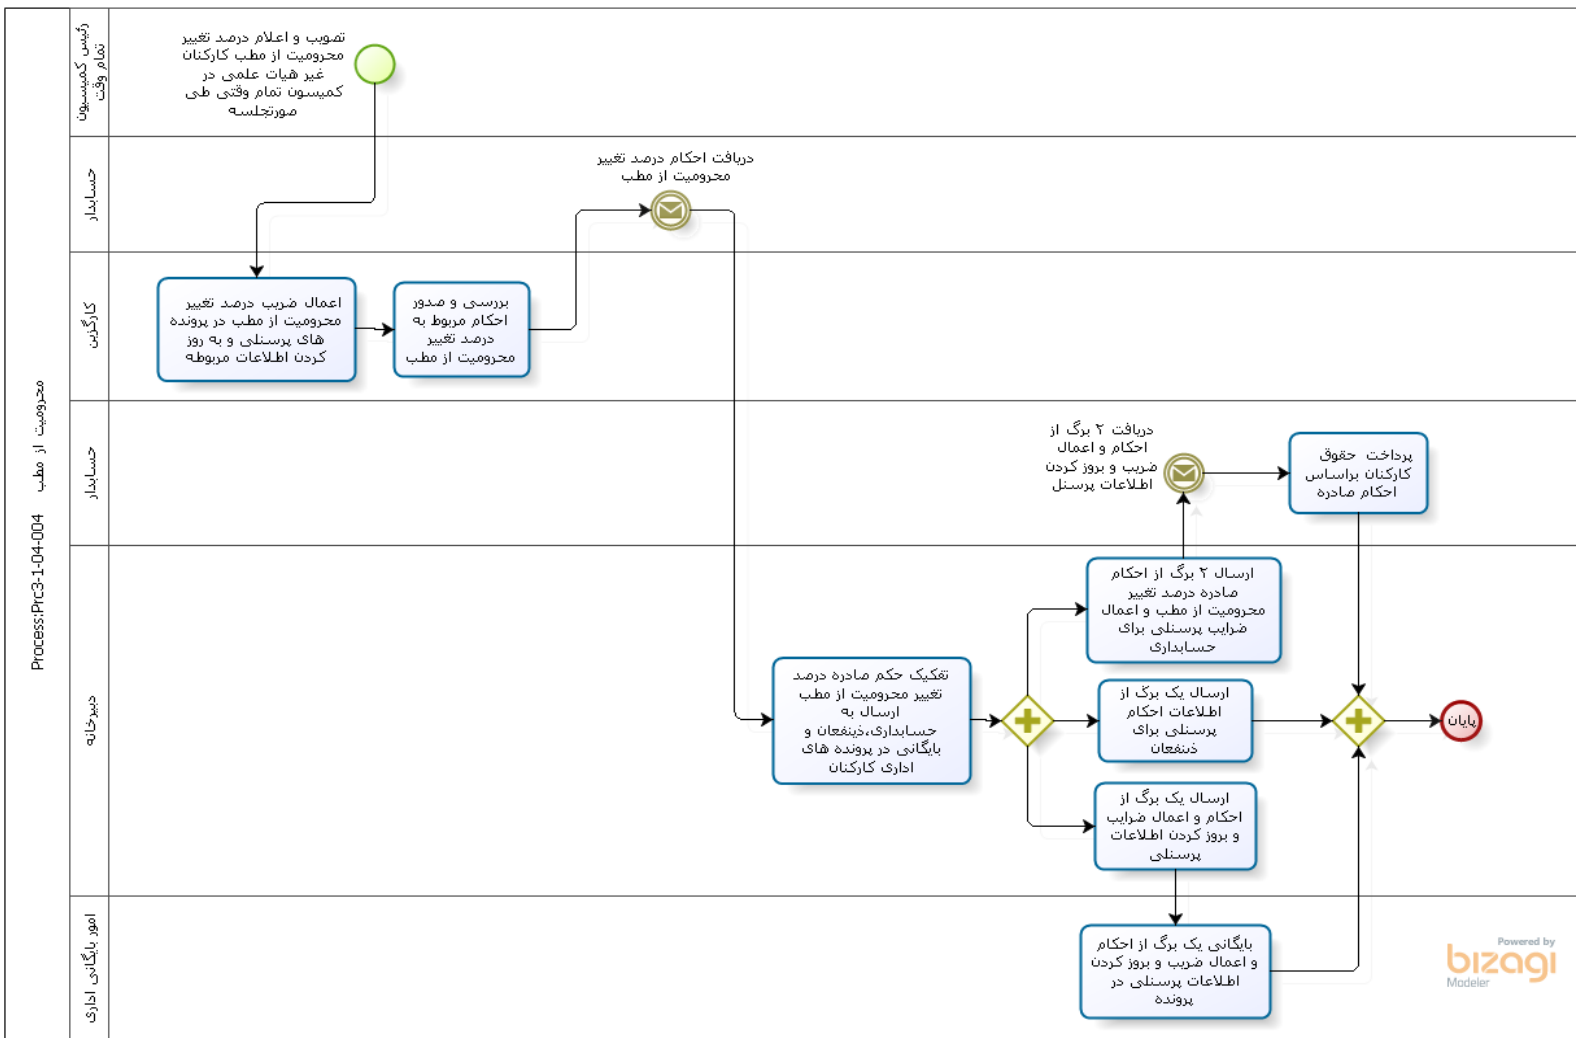 Process:Prc3-1-04-004 محرومیت از مطب
رئیس کمیسیون
تمام وقت
تصویب و اعلام درصد تغییر
محرومیت از مطب کارکنان
غیر هیات علمی در
کمیسون تمام وقتی طی
صورتجلسه
حسابدار
دریافت احکام درصد تغییر
محرومیت از مطب
کارگزین
اعمال ضریب درصد تغییر
محرومیت از مطب در پرونده
های پرسنلی و به روز
کردن اطلاعات مربوطه
بررسی و صدور
احکام مربوط به
درصد تغییر
محرومیت از مطب
حسابدار
دریافت ۲ برگ از
احکام و اعمال
ضریب و بروز کردن
اطلاعات پرسنل
پرداخت حقوق
کارکنان براساس
احکام صادره
دبیرخانه
تفکیک حکم صادره درصد
تغییر محرومیت از مطب
ارسال به
حسابداری،ذینفعان و
بایگانی در پرونده های
اداری کارکنان
ارسال ۲ برگ از احکام
صادره درصد تغییر
محرومیت از مطب و اعمال
ضرایب پرسنلی برای
حسابداری
ارسال یک برگ از
اطلاعات احکام
پرسنلی برای
ذینفعان
ارسال یک برگ از
احکام و اعمال ضرایب
و بروز کردن اطلاعات
پرسنلی
پایان
امور بایگانی اداری
بایگانی یک برگ از احکام
و اعمال ضریب و بروز کردن
اطلاعات پرسنلی در
پرونده
Powered by
bizagi
Modeler